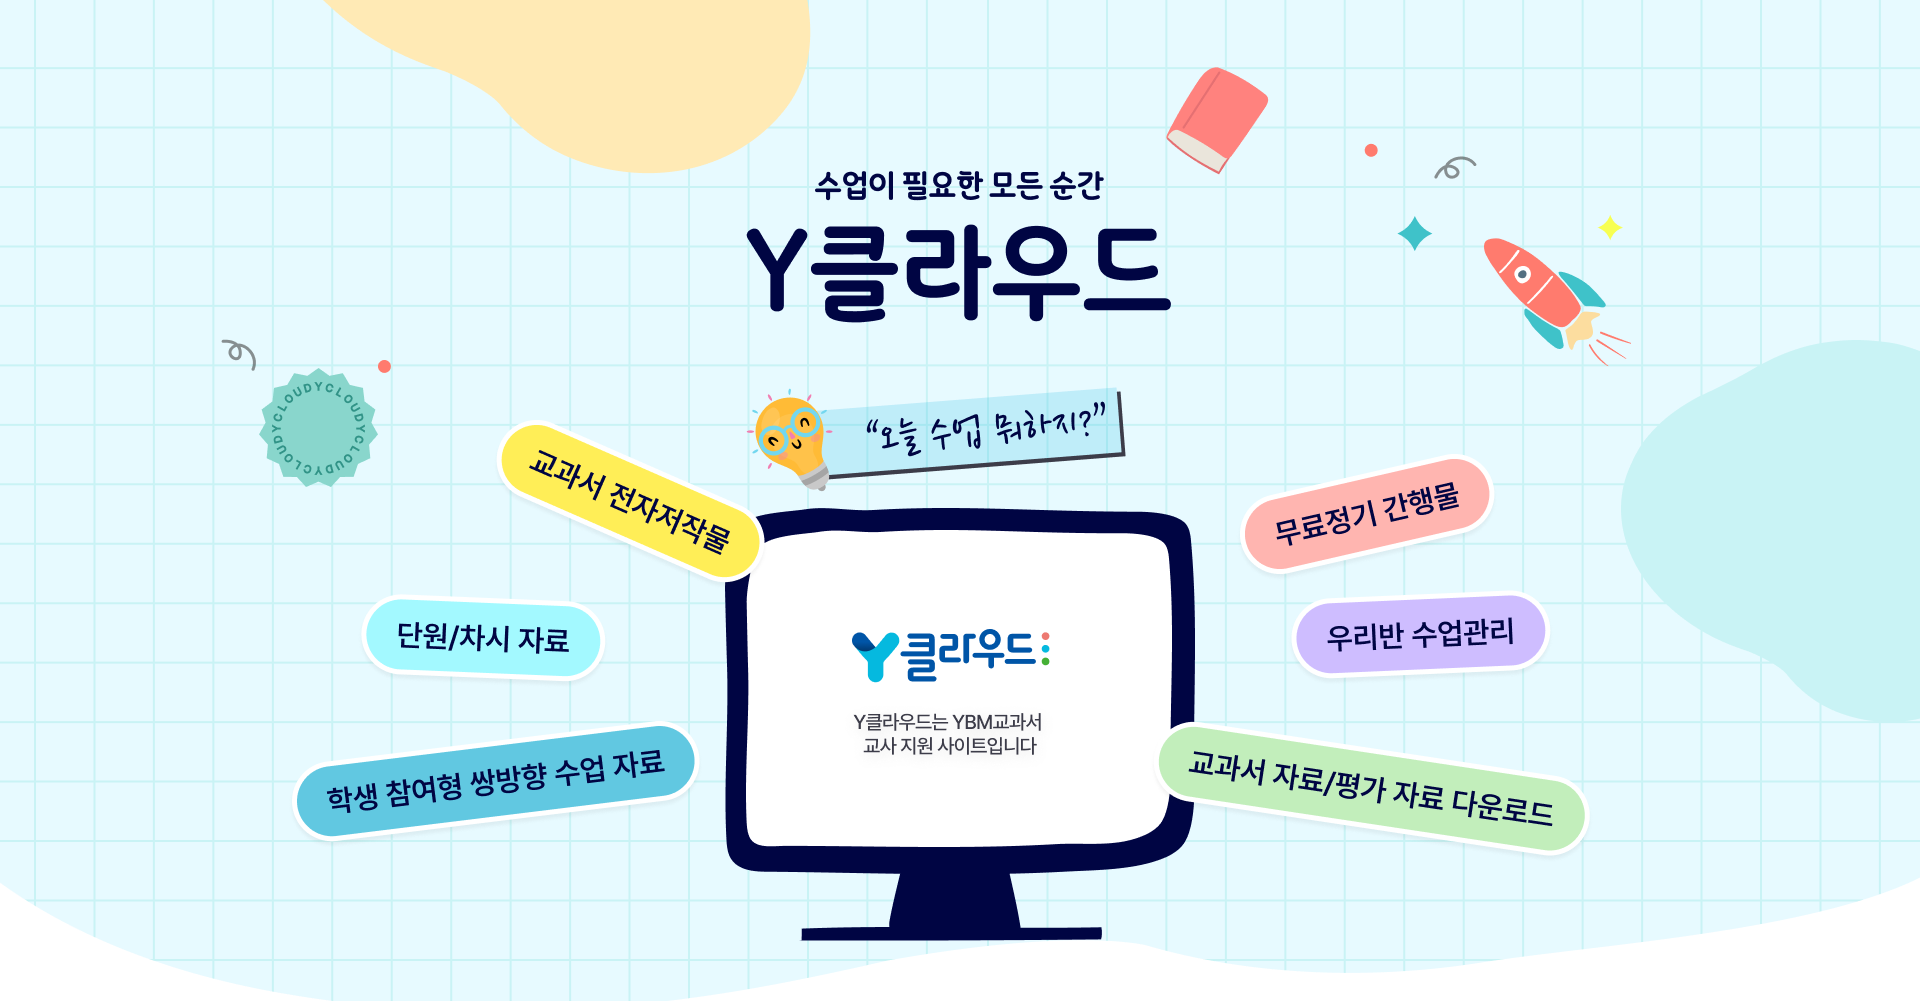 수업이 필요한 모든 순간
Y클라우드
YCLOUDYCLOUDYCLOUDYCLOUD
“오늘 수업 뭐하지?”
교과서 전자저작물
무료정기 간행물
단원/차시 자료
우리반 수업관리
Y클라우드
Y클라우드는 YBM교과서
교사 지원 사이트입니다
학생 참여형 쌍방향 수업 자료
교과서 자료/평가 자료 다운로드